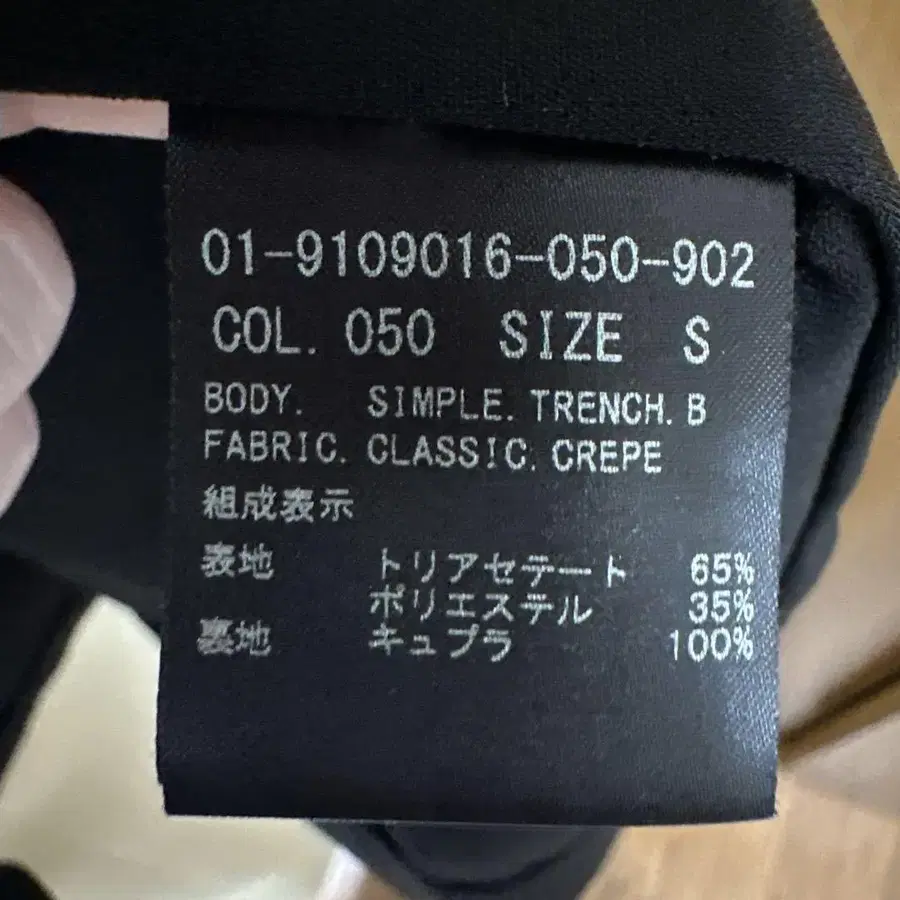 01-9109016-050-902
COL. 050 SIZE S
BODY. SIMPLE. TRENCH. B
FABRIC. CLASSIC. CREPE
組成表示
表地 トリアセテート 65%
ポリエステル 35%
裏地 キュプラ 100%